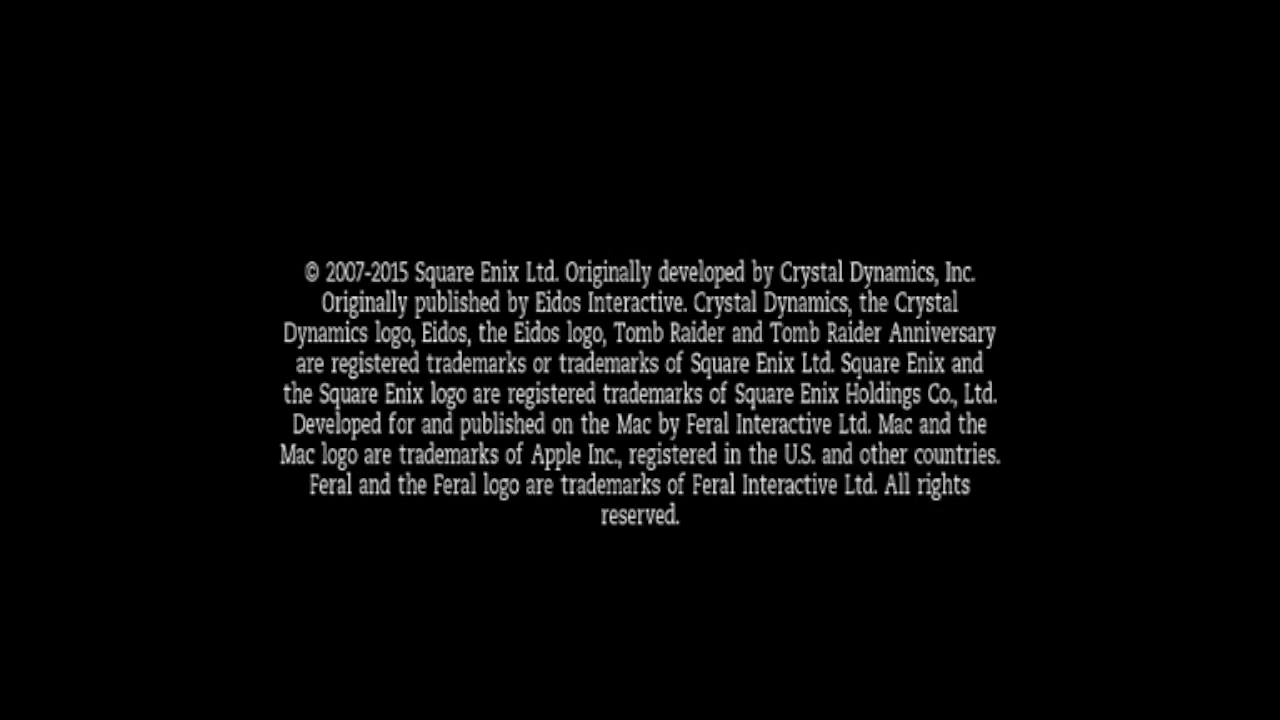 © 2007-2015 Square Enix Ltd. Originally developed by Crystal Dynamics, Inc.
Originally published by Eidos Interactive. Crystal Dynamics, the Crystal
Dynamics logo, Eidos, the Eidos logo, Tomb Raider and Tomb Raider Anniversary
are registered trademarks or trademarks of Square Enix Ltd. Square Enix and
the Square Enix logo are registered trademarks of Square Enix Holdings Co., Ltd.
Developed for and published on the Mac by Feral Interactive Ltd. Mac and the
Mac logo are trademarks of Apple Inc., registered in the U.S. and other countries.
Feral and the Feral logo are trademarks of Feral Interactive Ltd. All rights
reserved.